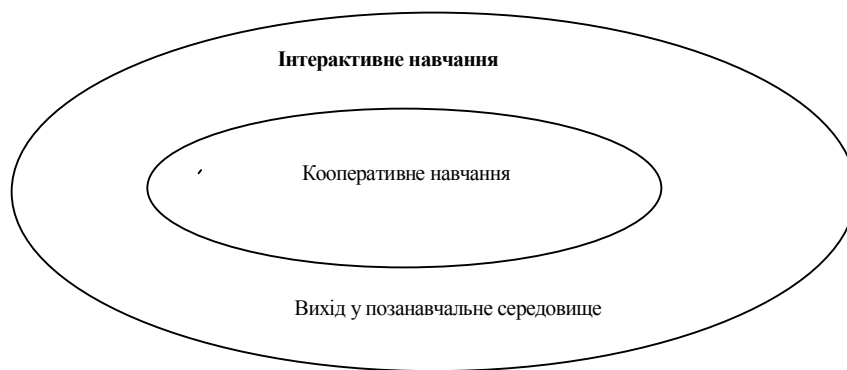 Інтерактивне навчання
Кооперативне навчання
Вихід у позанавчальне середовище